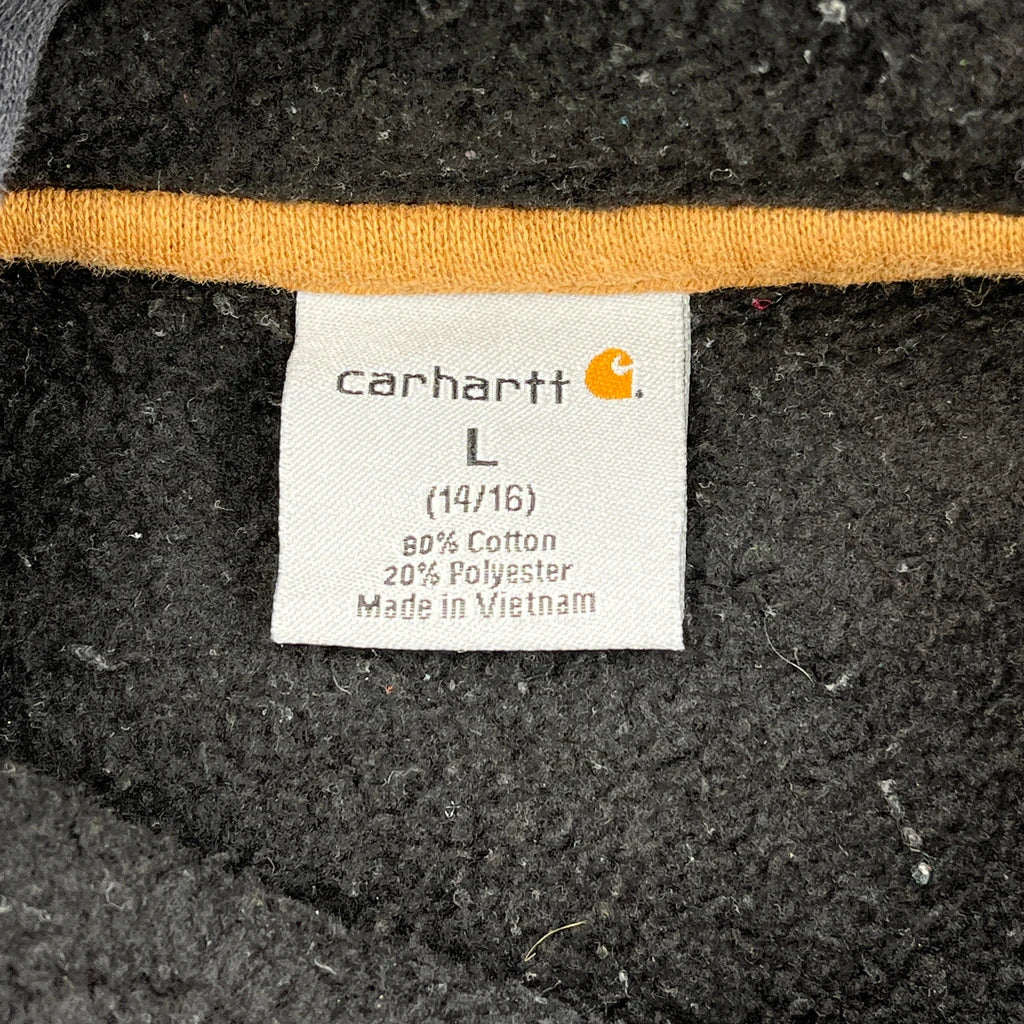 carhartt
L
(14/16)
80% Cotton
20% Polyester
Made in Vietnam